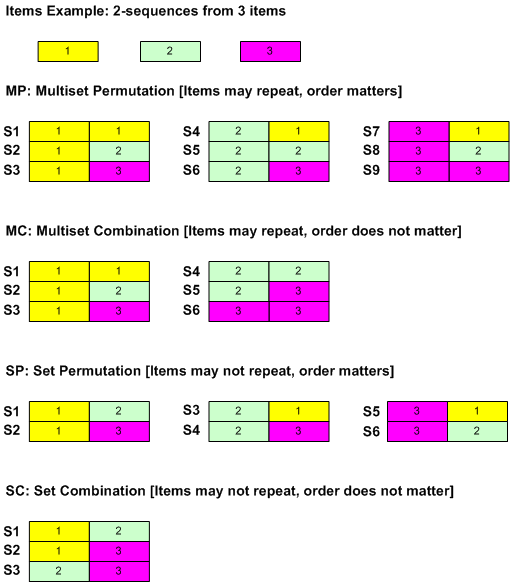 Items Example: 2-sequences from 3 items
1 2 3
MP: Multiset Permutation [Items may repeat, order matters]
S1 1 1 S4 2 1 S7 3 1
S2 1 2 S5 2 2 S8 3 2
S3 1 3 S6 2 3 S9 3 3
MC: Multiset Combination [Items may repeat, order does not matter]
S1 1 1 S4 2 2
S2 1 2 S5 2 3
S3 1 3 S6 3 3
SP: Set Permutation [Items may not repeat, order matters]
S1 1 2 S3 2 1 S5 3 1
S2 1 3 S4 2 3 S6 3 2
SC: Set Combination [Items may not repeat, order does not matter]
S1 1 2
S2 1 3
S3 2 3